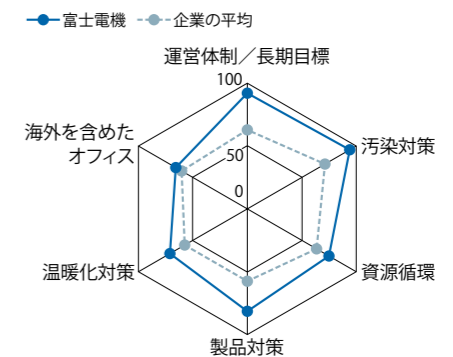 富士電機 企業の平均
運営体制／長期目標
100
海外を含めた
オフィス
汚染対策
50
0
温暖化対策
資源循環
製品対策